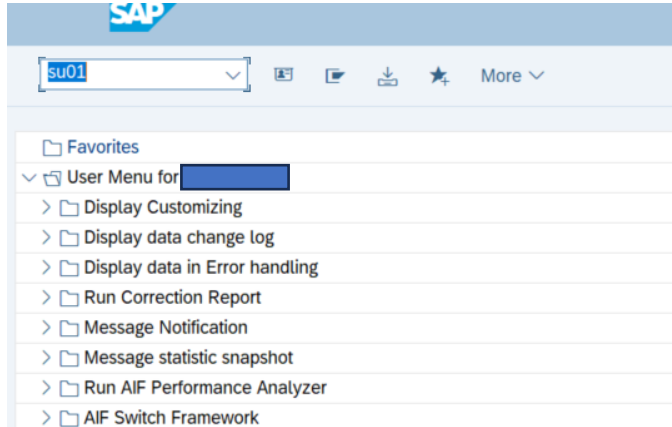 SAP
su01
More
Favorites
User Menu for
Display Customizing
Display data change log
Display data in Error handling
Run Correction Report
Message Notification
Message statistic snapshot
Run AIF Performance Analyzer
AIF Switch Framework